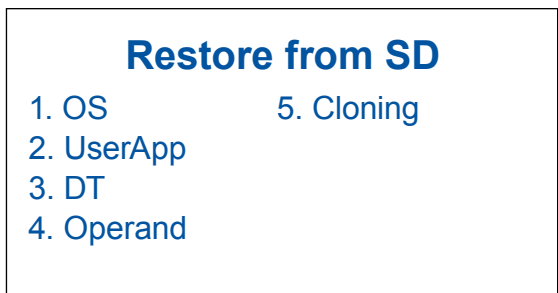 Restore from SD
1. OS
2. UserApp
3. DT
4. Operand
5. Cloning